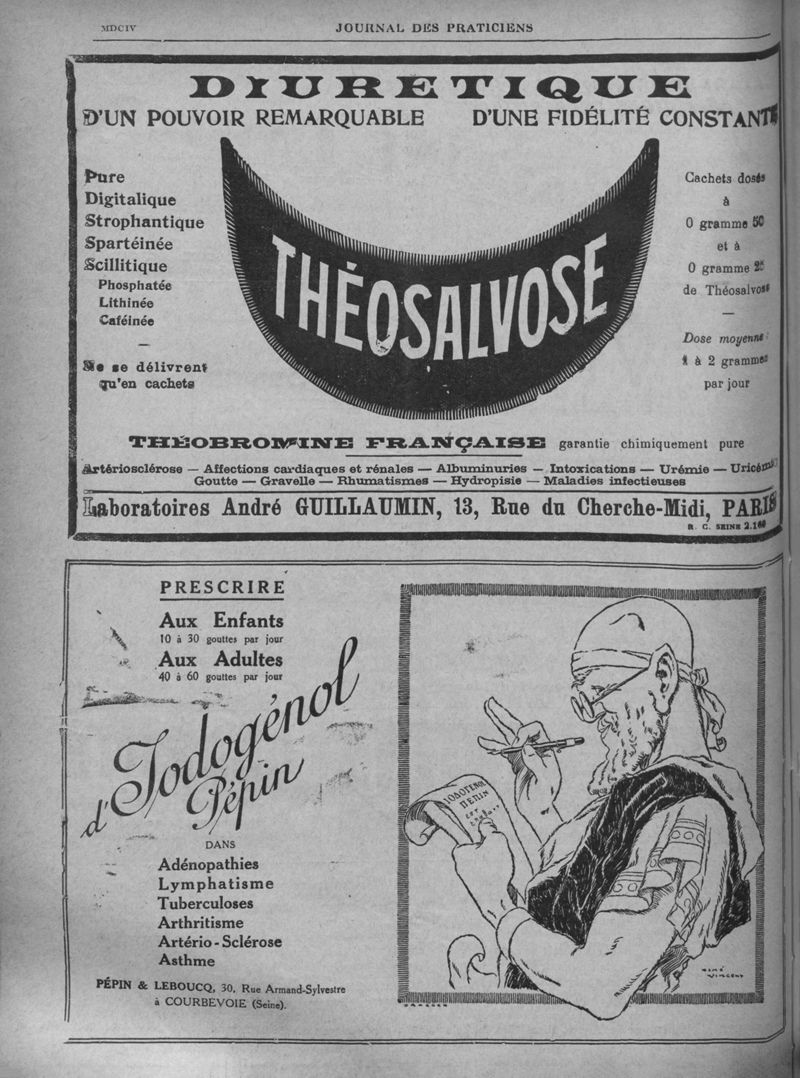 MDCIV
JOURNAL DES PRATICIENS
DIURETIQUE
D'UN POUVOIR REMARQUABLE D'UNE FIDÉLITÉ CONSTANTE
Pure
Digitalique
Strophantique
Spartéinée
Scillitique
Phosphatée
Lithinée
Caféinée
—
Ne se délivrent
qu'en cachets
THÉOSALVOSE
Cachets dosés
à
0 gramme 50
et à
0 gramme 25
de Théosalvose
—
Dose moyenne
1 à 2 grammes
par jour
THÉOBROMINE FRANÇAISE garantie chimiquement pure
Artériosclérose — Affections cardiaques et rénales — Albuminuries — Intoxications — Urémie — Uricémie
Goutte — Gravelle — Rhumatismes — Hydropisie — Maladies infectieuses
Laboratoires André GUILLAUMIN, 13, Rue du Cherche-Midi, PARIS
R. C. SEINE
PRESCRIRE
Aux Enfants
10 à 30 gouttes par jour
Aux Adultes
40 à 60 gouttes par jour
d'Iodogénol
Pépin
DANS
Adénopathies
Lymphatisme
Tuberculoses
Arthritisme
Artério-Sclérose
Asthme
PÉPIN & LEBOUCQ, 30, Rue Armand-Sylvestre
à COURBEVOIE (Seine).
RENÉ
VINCENT